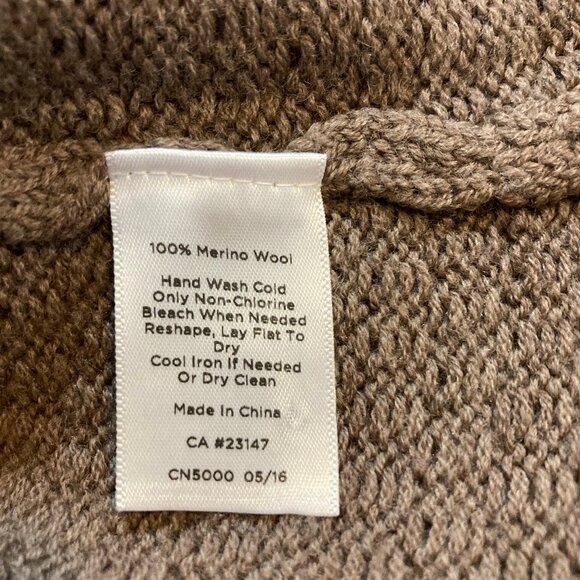 100% Merino Wool
Hand Wash Cold
Only Non-Chlorine
Bleach When Needed
Reshape, Lay Flat To
Dry
Cool Iron If Needed
Or Dry Clean
Made In China
CA #23147
CN5000 05/16